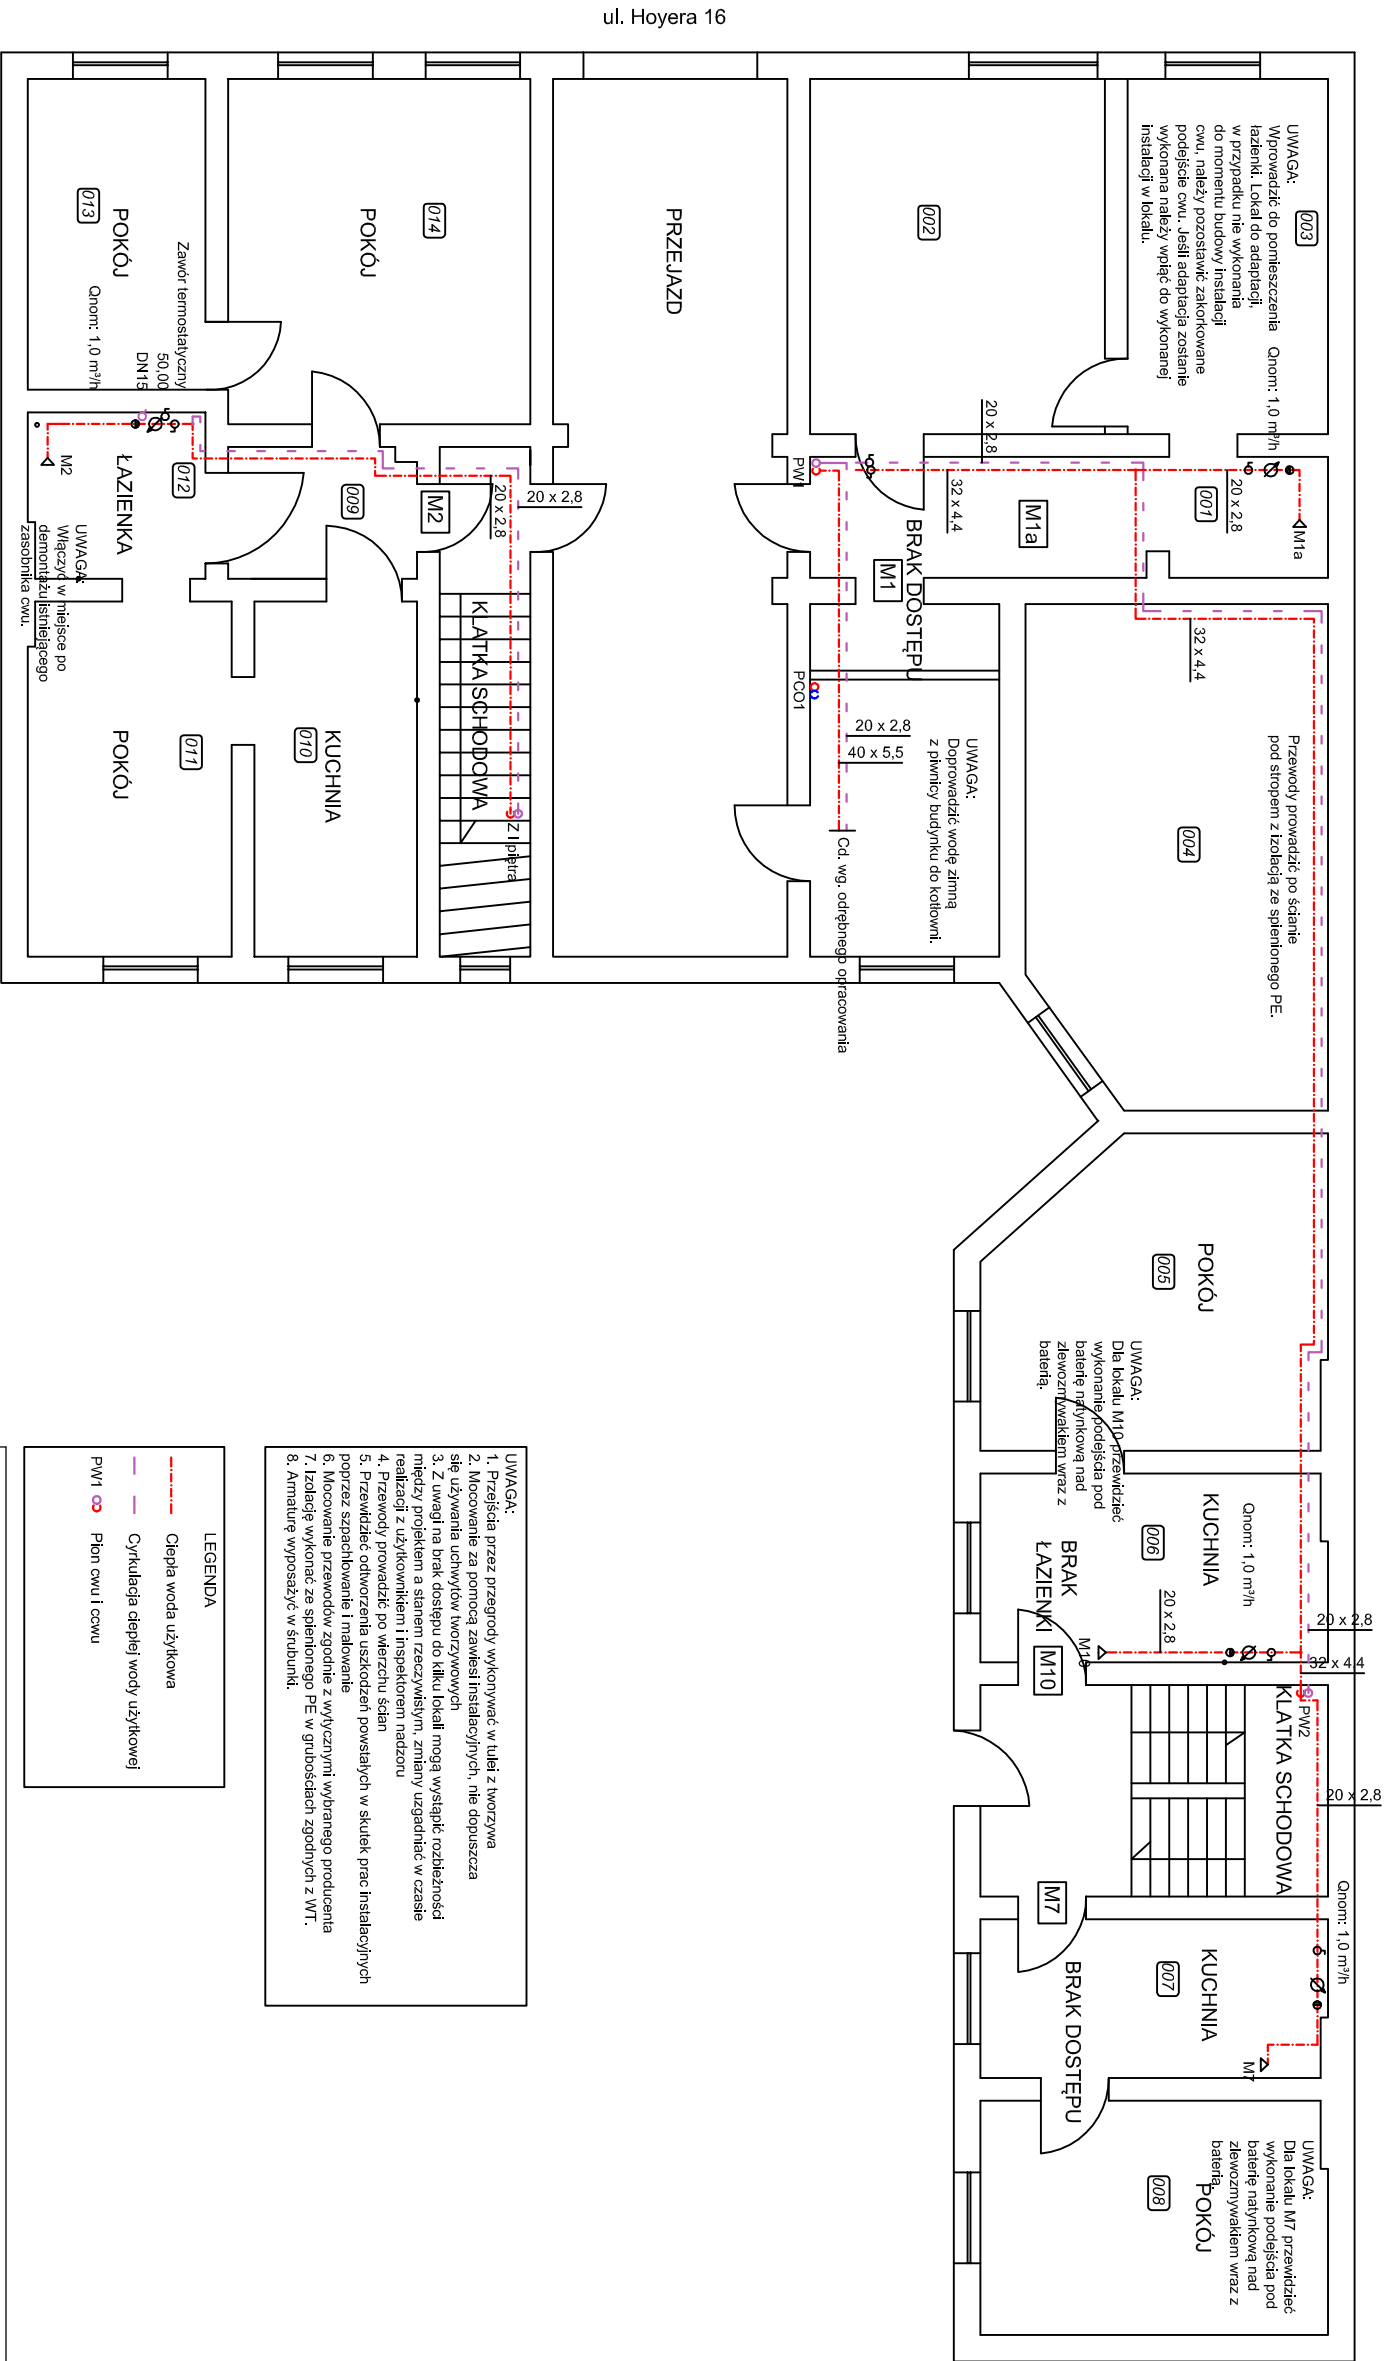 ul. Hoyera 16
UWAGA:
Wprowadzić do pomieszczenia
łazienki. Lokal do adaptacji,
w przypadku nie wykonania
do momentu budowy instalacji
cwu, należy pozostawić zakorkowane
podejście cwu. Jeśli adaptacja zostanie
wykonana należy wpiąć do wykonanej
instalacji w lokalu.
003
Qnom: 1,0 m³/h
002
PRZEJAZD
014
POKÓJ
013
POKÓJ
Zawór termostatyczny
50,00
DN15
Qnom: 1,0 m³/h
M1a
001
20 x 2,8
M1a
32 x 4,4
20 x 2,8
PW1
BRAK DOSTĘPU
M1
20 x 2,8
20 x 2,8
M2
009
012
ŁAZIENKA
M2
UWAGA:
Włączyć w miejsce po
demontażu istniejącego
zasobnika cwu.
32 x 4,4
Przewody prowadzić po ścianie
pod stropem z izolacją ze spienionego PE.
004
UWAGA:
Doprowadzić wodę zimną
z piwnicy budynku do kotłowni.
20 x 2,8
40 x 5,5
PCO1
Cd. wg. odrębnego opracowania
KLATKA SCHODOWA
Z I piętra
KUCHNIA
010
011
POKÓJ
POKÓJ
005
UWAGA:
Dla lokalu M10 przewidzieć
wykonanie podejścia pod
baterię natynkową nad
zlewozmywakiem wraz z
baterią.
KUCHNIA
Qnom: 1,0 m³/h
006
BRAK
ŁAZIENKI
20 x 2,8
M10
M10
20 x 2,8
32 x 4,4
PW2
KLATKA SCHODOWA
20 x 2,8
M7
Qnom: 1,0 m³/h
KUCHNIA
007
BRAK DOSTĘPU
M7
UWAGA:
Dla lokalu M7 przewidzieć
wykonanie podejścia pod
baterię natynkową nad
zlewozmywakiem wraz z
baterią.
POKÓJ
008
UWAGA:
1. Przejścia przez przegrody wykonywać w tulei z tworzywa
2. Mocowanie za pomocą zawiesi instalacyjnych, nie dopuszcza
się używania uchwytów tworzywowych
3. Z uwagi na brak dostępu do kilku lokali mogą wystąpić rozbieżności
między projektem a stanem rzeczywistym, zmiany uzgadniać w czasie
realizacji z użytkownikiem i inspektorem nadzoru
4. Przewody prowadzić po wierzchu ścian
5. Przewidzieć odtworzenia uszkodzeń powstałych w skutek prac instalacyjnych
poprzez szpachlowanie i malowanie
6. Mocowanie przewodów zgodnie z wytycznymi wybranego producenta
7. Izolację wykonać ze spienionego PE w grubościach zgodnych z WT.
8. Armaturę wyposażyć w śrubunki.
LEGENDA
Ciepła woda użytkowa
Cyrkulacja ciepłej wody użytkowej
PW1 Pion cwu i ccwu